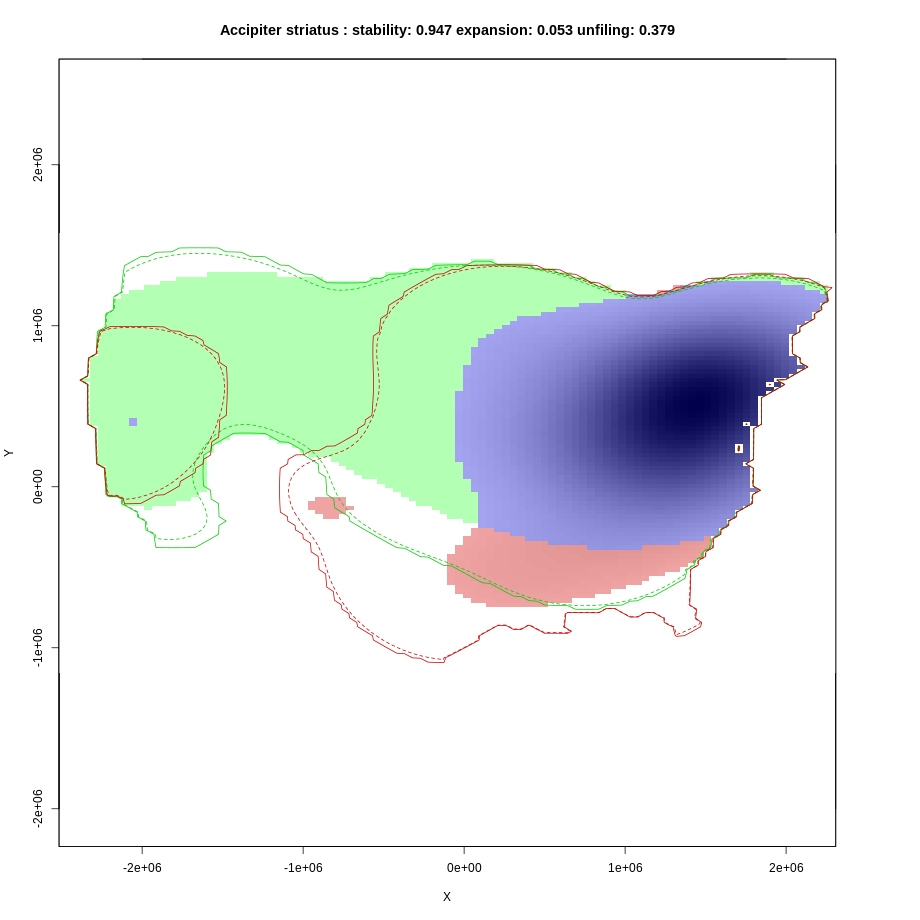 Accipiter striatus : stability: 0.947 expansion: 0.053 unfiling: 0.379
2e+06
1e+06
0e+00
-1e+06
-2e+06
Y
-2e+06 -1e+06 0e+00 1e+06 2e+06
X